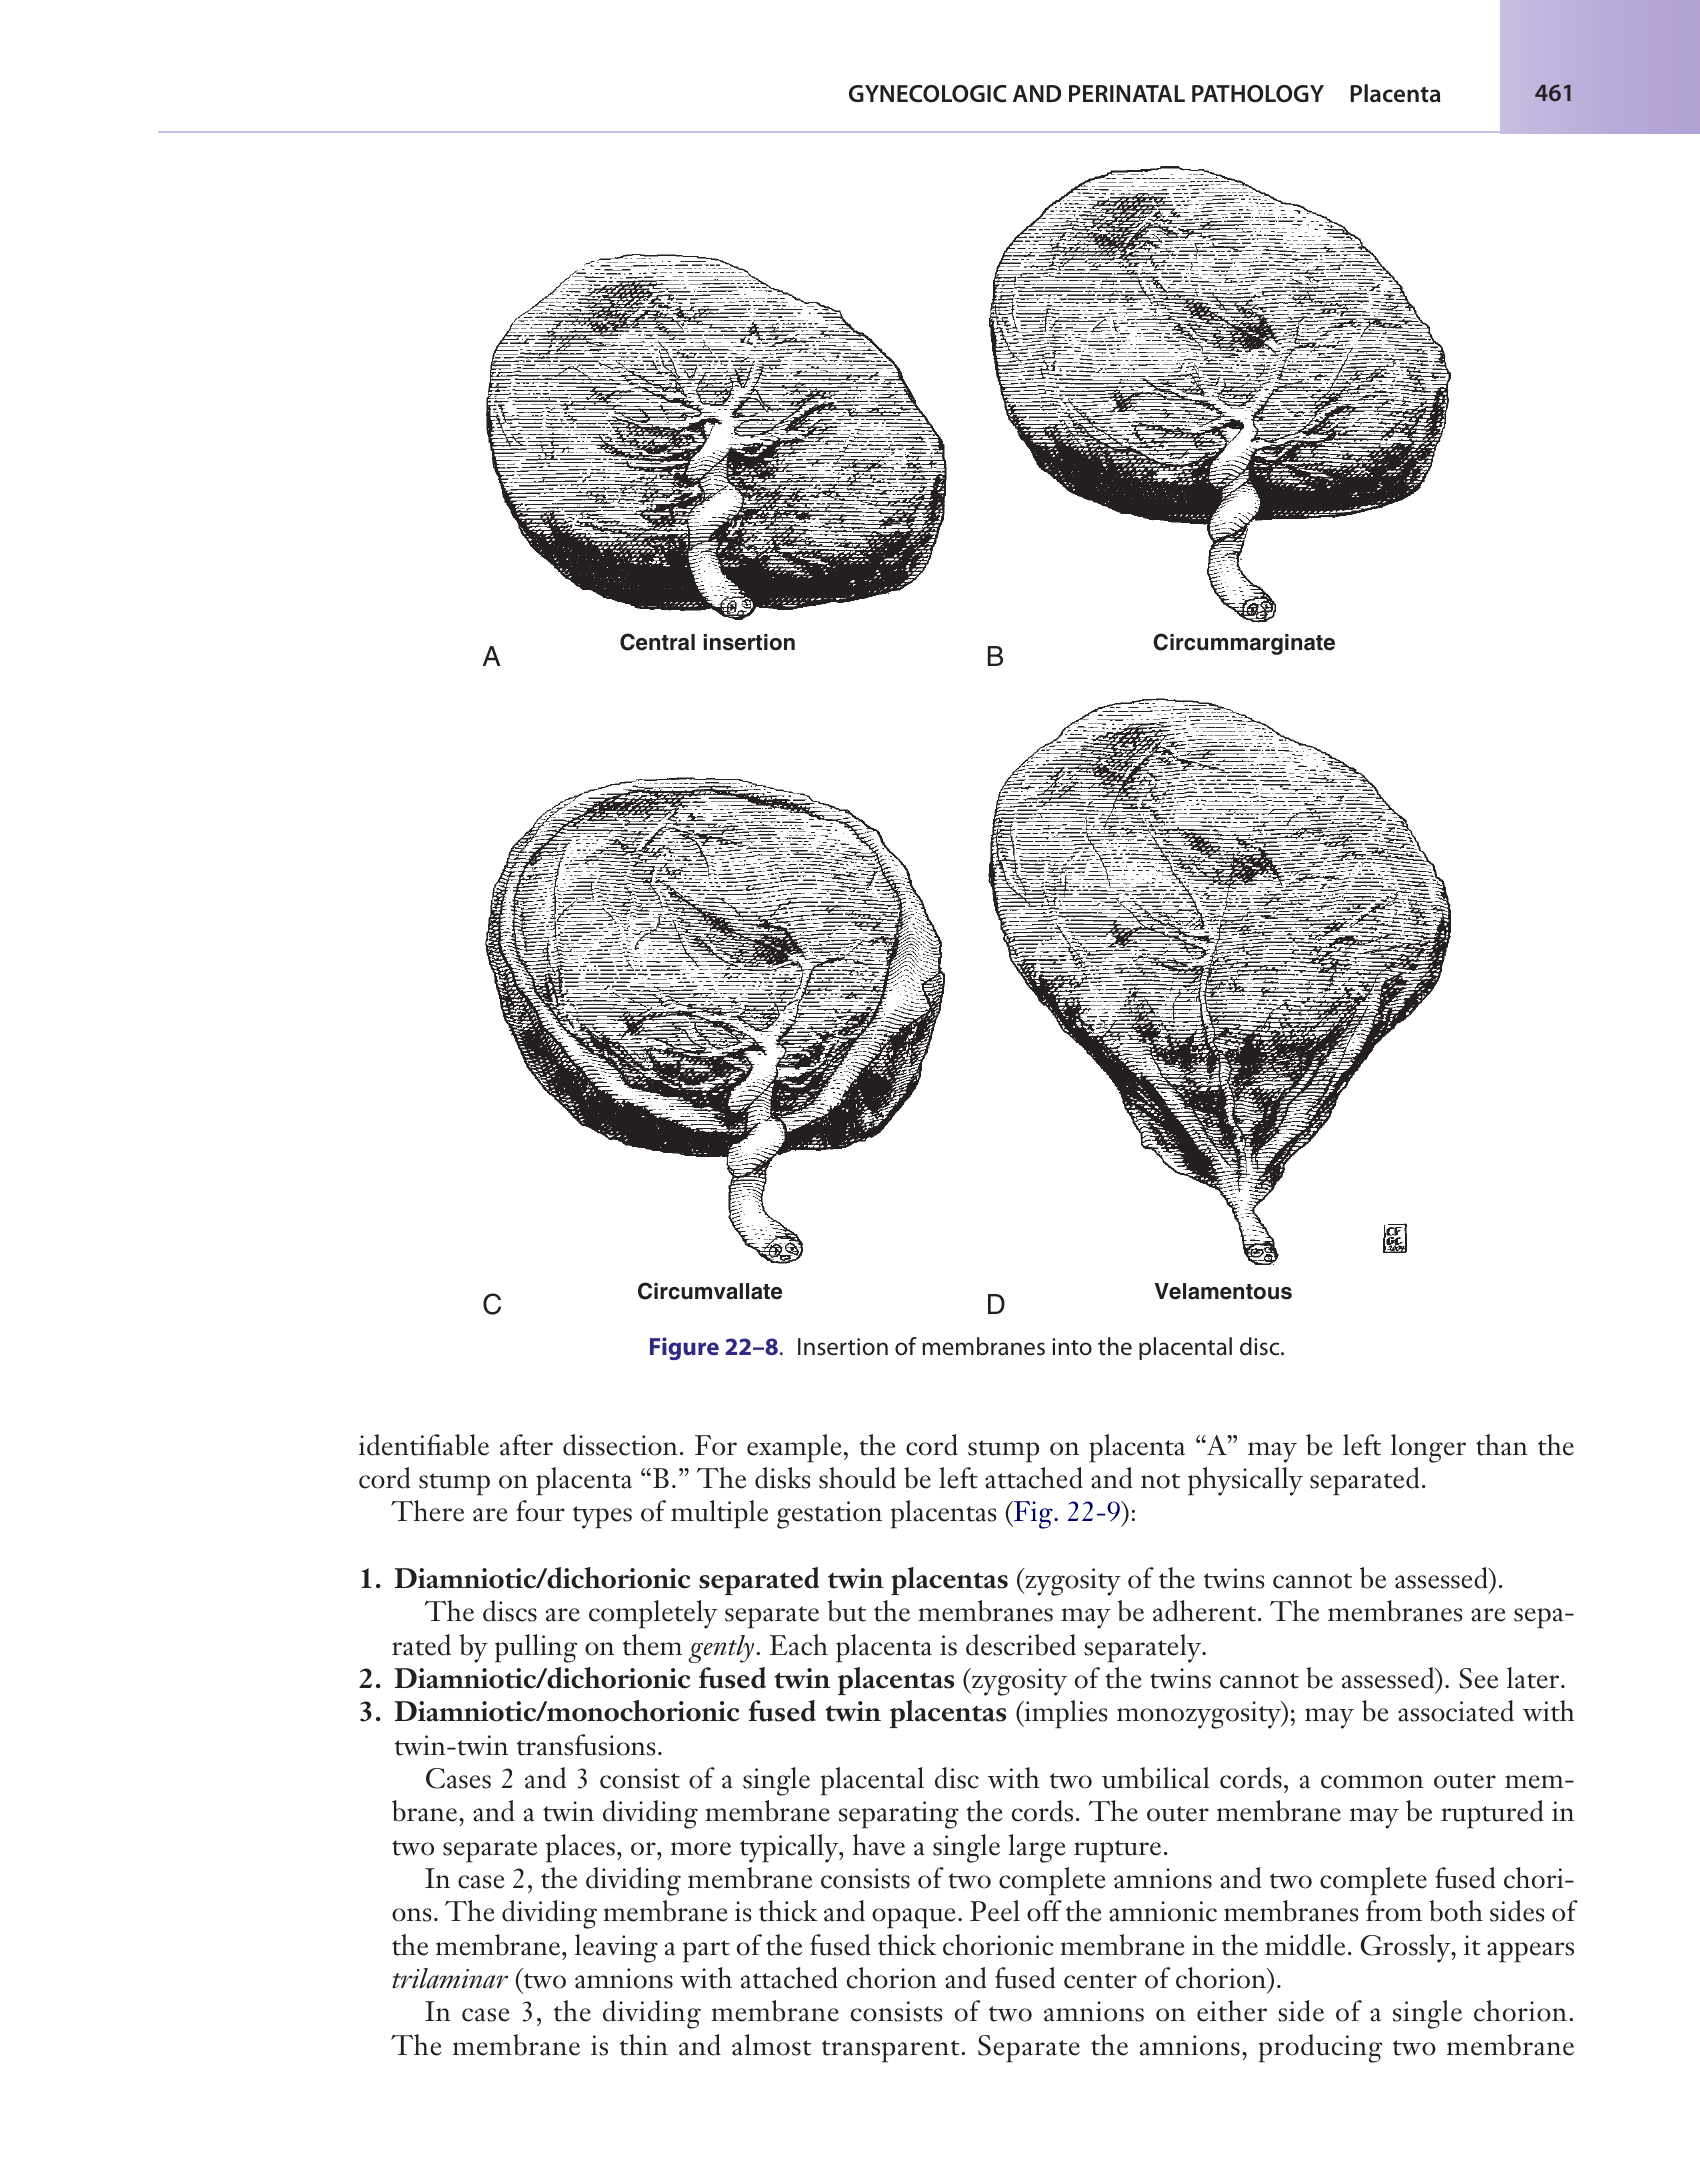 GYNECOLOGIC AND PERINATAL PATHOLOGY Placenta 461
A Central insertion
B Circummarginate
C Circumvallate
D Velamentous
Figure 22–8. Insertion of membranes into the placental disc.
identifiable after dissection. For example, the cord stump on placenta “A” may be left longer than the
cord stump on placenta “B.” The disks should be left attached and not physically separated.
There are four types of multiple gestation placentas (Fig. 22-9):
1. Diamniotic/dichorionic separated twin placentas (zygosity of the twins cannot be assessed).
The discs are completely separate but the membranes may be adherent. The membranes are sepa-
rated by pulling on them gently. Each placenta is described separately.
2. Diamniotic/dichorionic fused twin placentas (zygosity of the twins cannot be assessed). See later.
3. Diamniotic/monochorionic fused twin placentas (implies monozygosity); may be associated with
twin-twin transfusions.
Cases 2 and 3 consist of a single placental disc with two umbilical cords, a common outer mem-
brane, and a twin dividing membrane separating the cords. The outer membrane may be ruptured in
two separate places, or, more typically, have a single large rupture.
In case 2, the dividing membrane consists of two complete amnions and two complete fused chori-
ons. The dividing membrane is thick and opaque. Peel off the amnionic membranes from both sides of
the membrane, leaving a part of the fused thick chorionic membrane in the middle. Grossly, it appears
trilaminar (two amnions with attached chorion and fused center of chorion).
In case 3, the dividing membrane consists of two amnions on either side of a single chorion.
The membrane is thin and almost transparent. Separate the amnions, producing two membrane